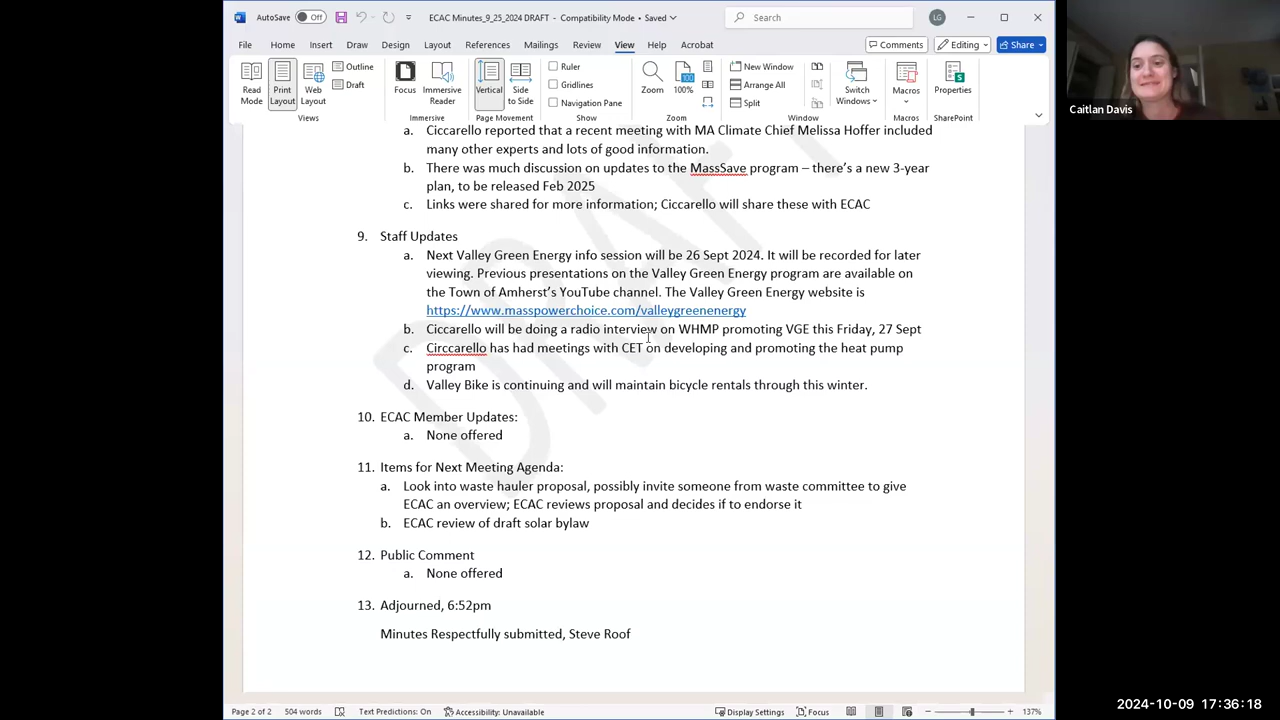 AutoSave Off ECAC Minutes_9_25_2024 DRAFT - Compatibility Mode • Saved Search LG
File Home Insert Draw Design Layout References Mailings Review View Help Acrobat Comments Editing Share
Read Mode
Print Layout
Web Layout
Outline
Draft
Views
Focus
Immersive Reader
Immersive
Vertical
Side to Side
Page Movement
Ruler
Gridlines
Navigation Pane
Show
Zoom
100%
Zoom
New Window
Arrange All
Split
Switch Windows
Window
Macros
Macros
Properties
SharePoint
Caitlan Davis
DRAFT
a. Ciccarello reported that a recent meeting with MA Climate Chief Melissa Hoffer included
many other experts and lots of good information.
b. There was much discussion on updates to the MassSave program – there's a new 3-year
plan, to be released Feb 2025
c. Links were shared for more information; Ciccarello will share these with ECAC
9. Staff Updates
a. Next Valley Green Energy info session will be 26 Sept 2024. It will be recorded for later
viewing. Previous presentations on the Valley Green Energy program are available on
the Town of Amherst's YouTube channel. The Valley Green Energy website is
https://www.masspowerchoice.com/valleygreenenergy
b. Ciccarello will be doing a radio interview on WHMP promoting VGE this Friday, 27 Sept
c. Circcarello has had meetings with CET on developing and promoting the heat pump
program
d. Valley Bike is continuing and will maintain bicycle rentals through this winter.
10. ECAC Member Updates:
a. None offered
11. Items for Next Meeting Agenda:
a. Look into waste hauler proposal, possibly invite someone from waste committee to give
ECAC an overview; ECAC reviews proposal and decides if to endorse it
b. ECAC review of draft solar bylaw
12. Public Comment
a. None offered
13. Adjourned, 6:52pm
Minutes Respectfully submitted, Steve Roof
Page 2 of 2 504 words Text Predictions: On Accessibility: Unavailable Display Settings Focus 137%
2024-10-09 17:36:18